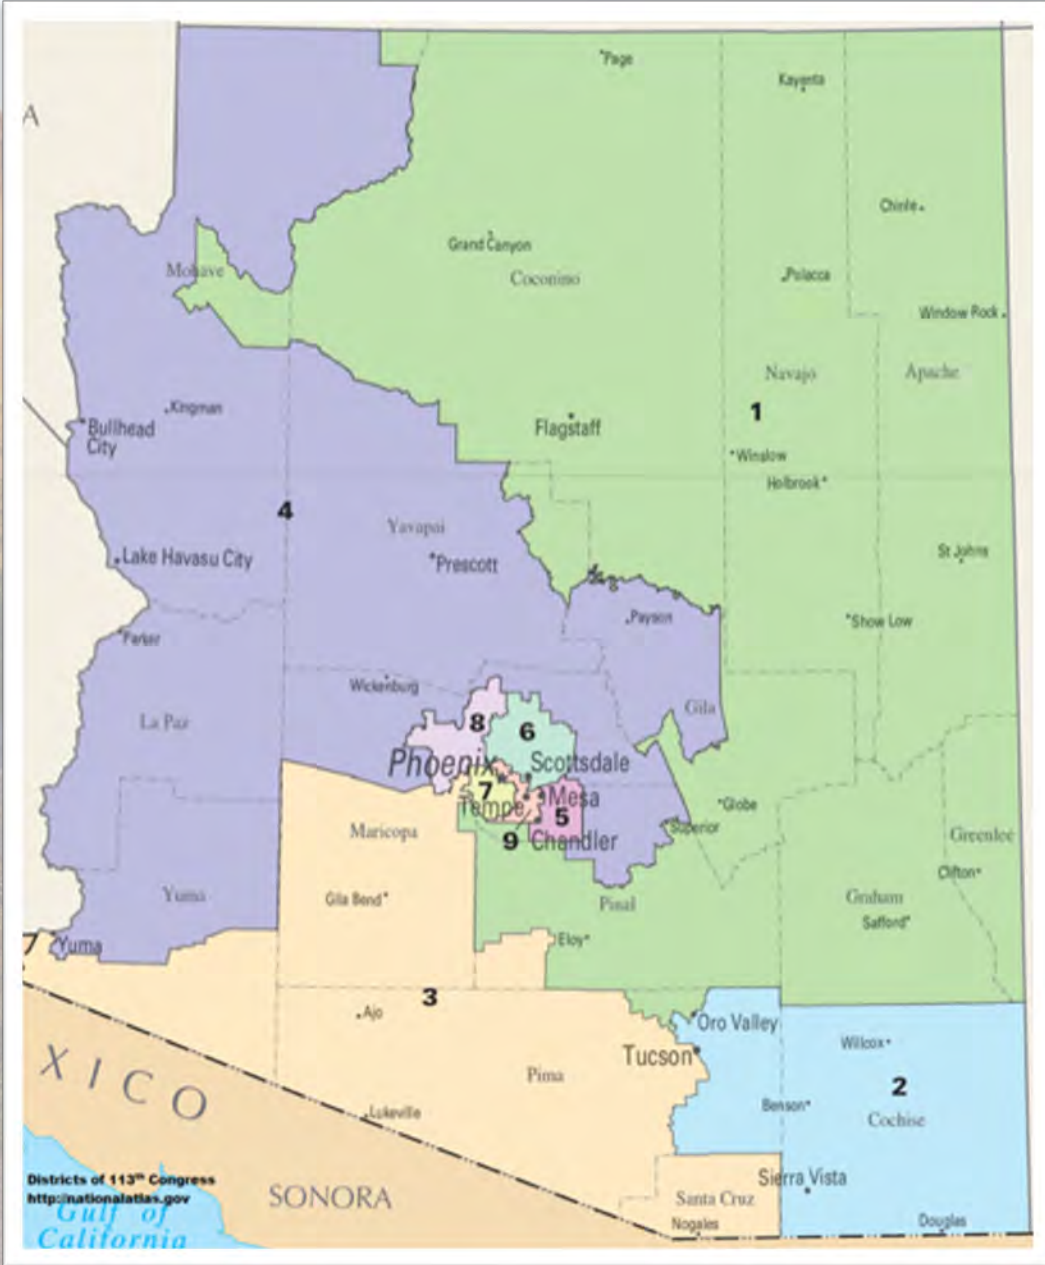 Page
Kayenta
A
Chinle
Grand Canyon
Mohave
Coconino
Polacca
Window Rock
Navajo
Apache
1
Kingman
Bullhead
City
Flagstaff
Winslow
Holbrook
4
Yavapai
Lake Havasu City
Prescott
St Johns
Payson
Show Low
Parker
Wickenburg
La Paz
Gila
8
6
Phoenix
Scottsdale
7
Mesa
Tempe
5
Globe
Superior
Maricopa
9
Chandler
Greenlee
Clifton
Yuma
Gila Bend
Pinal
Graham
Safford
7
Yuma
Eloy
3
Ajo
Oro Valley
Willcox
Tucson
XICO
Pima
2
Benson
Cochise
Lukeville
Districts of 113th Congress
http://nationalatlas.gov
Sierra Vista
SONORA
Santa Cruz
Gulf of
California
Nogales
Douglas